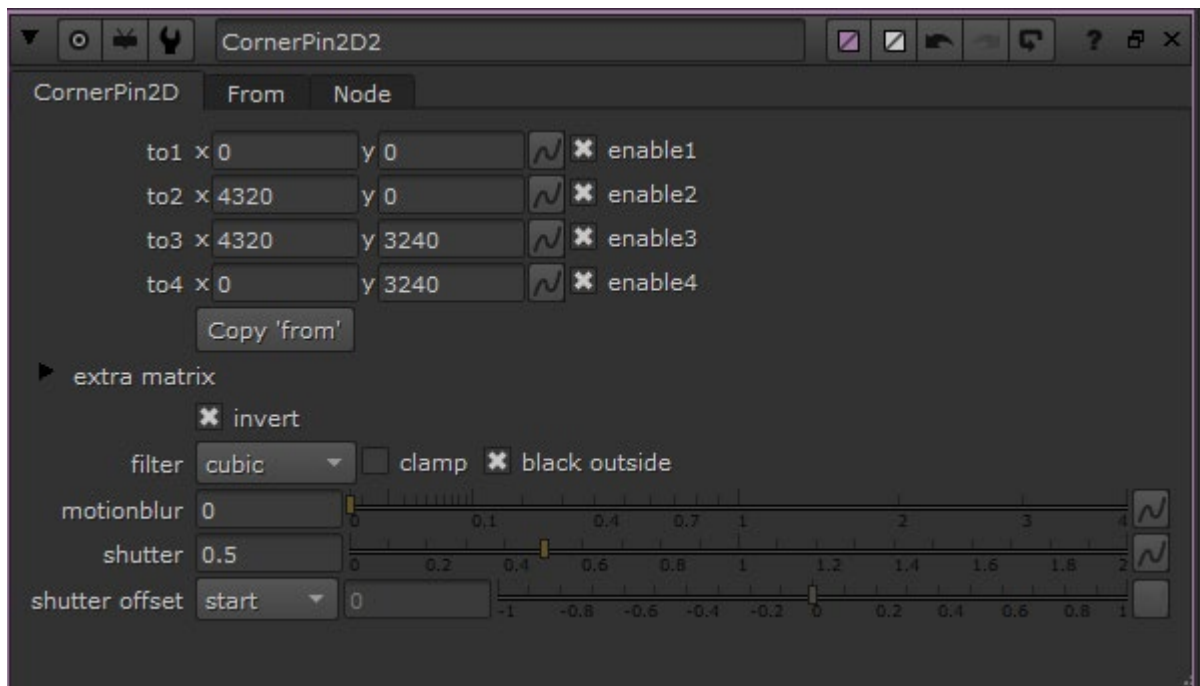 CornerPin2D2 ?
CornerPin2D From Node
to1 x 0 y 0 enable1
to2 x 4320 y 0 enable2
to3 x 4320 y 3240 enable3
to4 x 0 y 3240 enable4
Copy 'from'
extra matrix
invert
filter cubic clamp black outside
motionblur 0
0 0.1 0.4 0.7 1 2 3 4
shutter 0.5
0 0.2 0.4 0.6 0.8 1 1.2 1.4 1.6 1.8 2
shutter offset start 0
-1 -0.8 -0.6 -0.4 -0.2 0 0.2 0.4 0.6 0.8 1